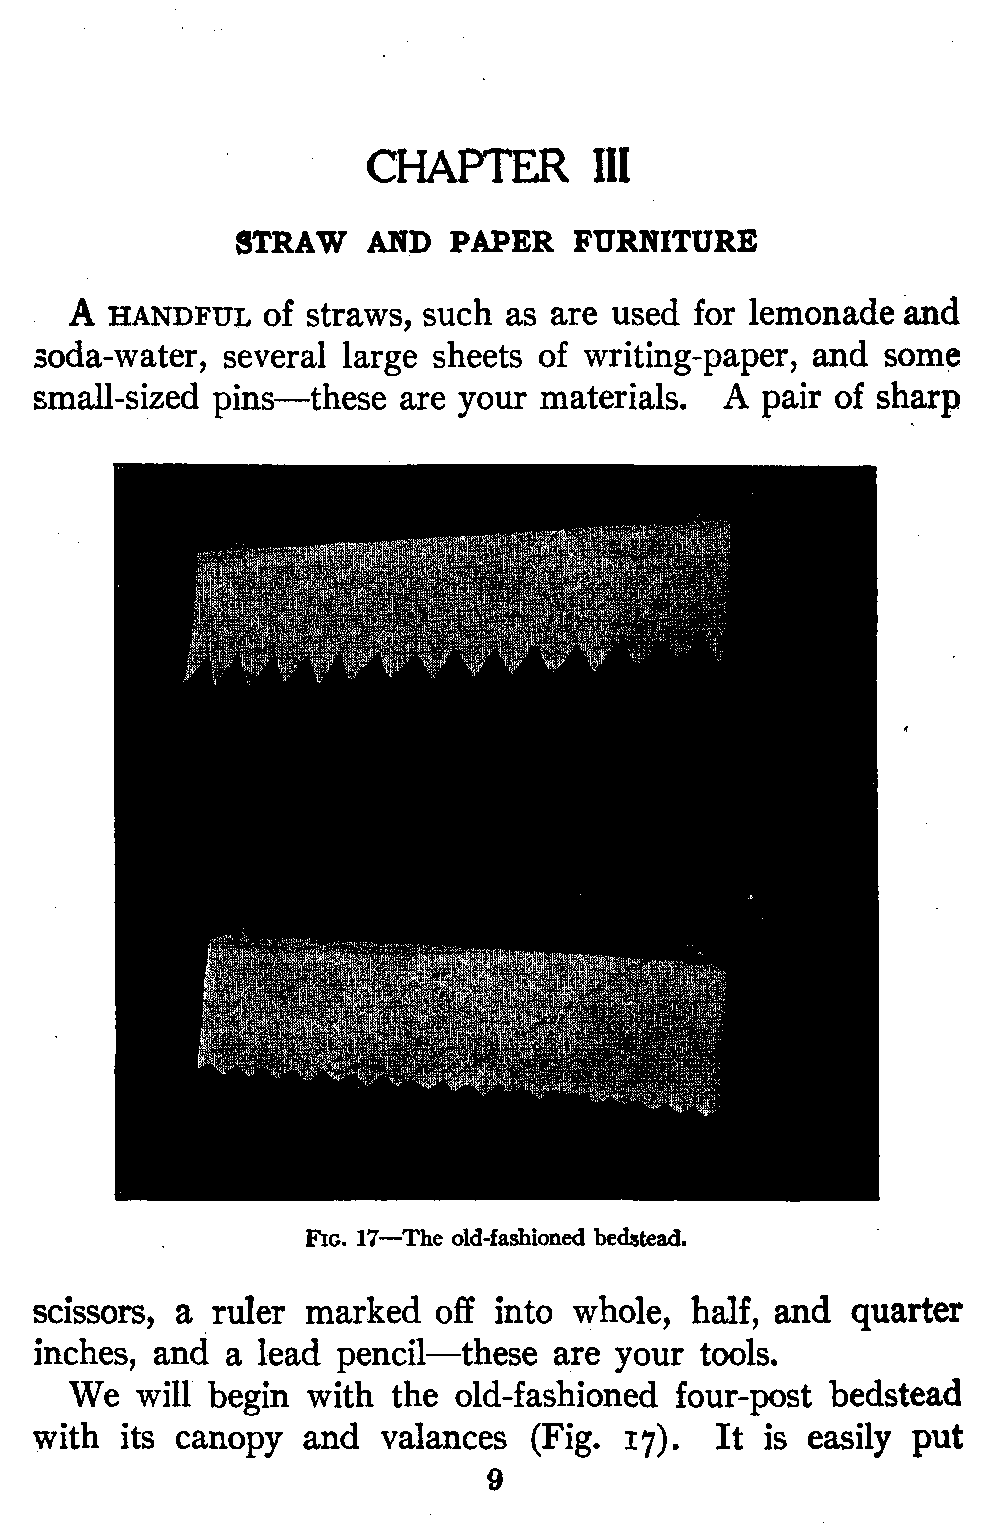 CHAPTER III
STRAW AND PAPER FURNITURE
A HANDFUL of straws, such as are used for lemonade and
soda-water, several large sheets of writing-paper, and some
small-sized pins—these are your materials. A pair of sharp
FIG. 17—The old-fashioned bedstead.
scissors, a ruler marked off into whole, half, and quarter
inches, and a lead pencil—these are your tools.
We will begin with the old-fashioned four-post bedstead
with its canopy and valances (Fig. 17). It is easily put
9